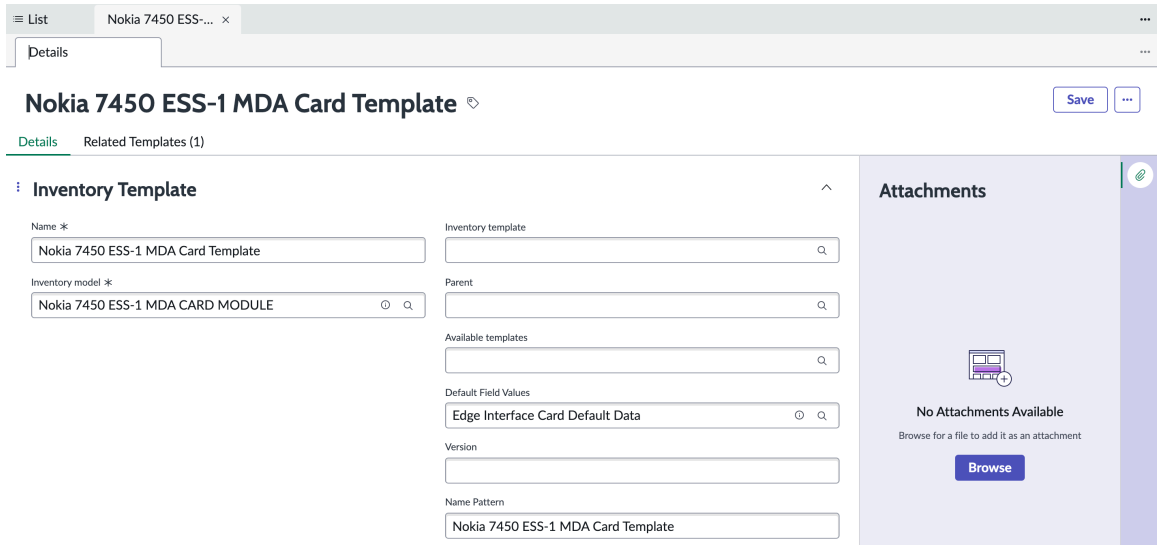 List
Nokia 7450 ESS-...
Details
Nokia 7450 ESS-1 MDA Card Template
Save
Details
Related Templates (1)
Inventory Template
Name
Nokia 7450 ESS-1 MDA Card Template
Inventory model
Nokia 7450 ESS-1 MDA CARD MODULE
Inventory template
Parent
Available templates
Default Field Values
Edge Interface Card Default Data
Version
Name Pattern
Nokia 7450 ESS-1 MDA Card Template
Attachments
No Attachments Available
Browse for a file to add it as an attachment
Browse